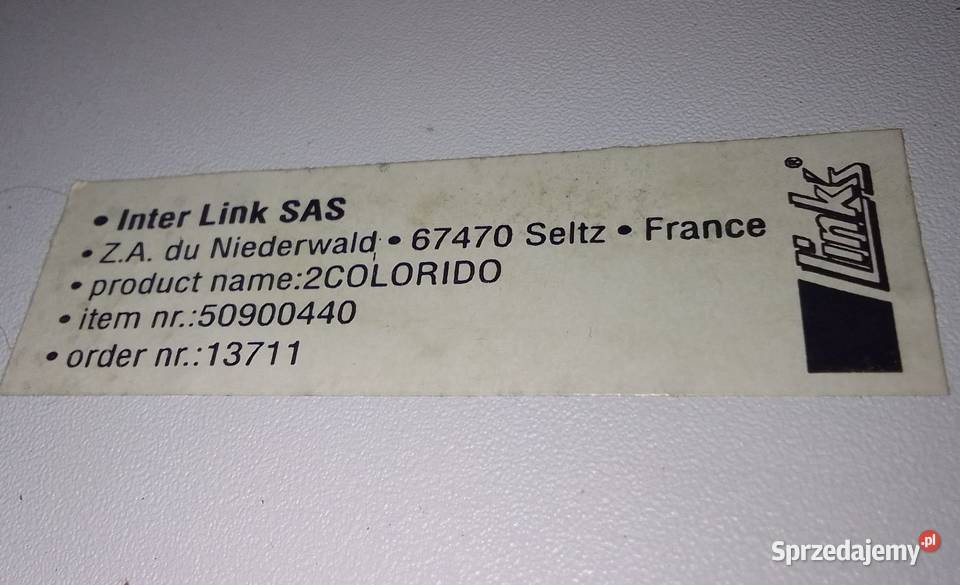 • Inter Link SAS
• Z.A. du Niederwald • 67470 Seltz • France
• product name:2COLORIDO
• item nr.:50900440
• order nr.:13711
Link's®
Sprzedajemy.pl